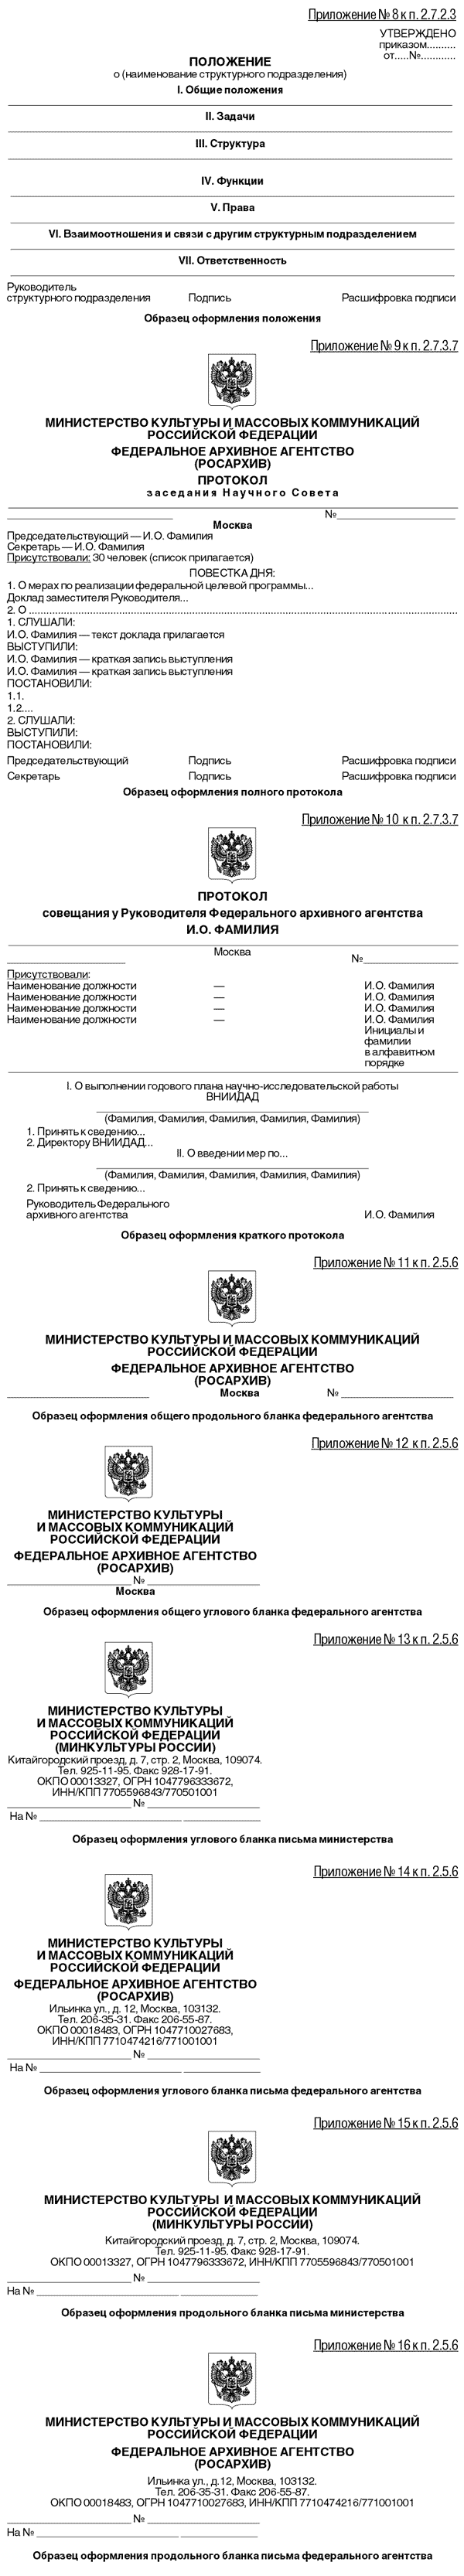 Приложение № 8 к п. 2.7.2.3
УТВЕРЖДЕНО
приказом..........
от.....№............
ПОЛОЖЕНИЕ
о (наименование структурного подразделения)
I. Общие положения
II. Задачи
III. Структура
IV. Функции
V. Права
VI. Взаимоотношения и связи с другим структурным подразделением
VII. Ответственность
Руководитель
структурного подразделения Подпись Расшифровка подписи
Образец оформления положения
Приложение № 9 к п. 2.7.3.7
МИНИСТЕРСТВО КУЛЬТУРЫ И МАССОВЫХ КОММУНИКАЦИЙ
РОССИЙСКОЙ ФЕДЕРАЦИИ
ФЕДЕРАЛЬНОЕ АРХИВНОЕ АГЕНТСТВО
(РОСАРХИВ)
ПРОТОКОЛ
заседания Научного Совета
№
Москва
Председательствующий — И.О. Фамилия
Секретарь — И.О. Фамилия
Присутствовали: 30 человек (список прилагается)
ПОВЕСТКА ДНЯ:
1. О мерах по реализации федеральной целевой программы...
Доклад заместителя Руководителя...
2. О ..............................................................
1. СЛУШАЛИ:
И.О. Фамилия — текст доклада прилагается
ВЫСТУПИЛИ:
И.О. Фамилия — краткая запись выступления
И.О. Фамилия — краткая запись выступления
ПОСТАНОВИЛИ:
1.1.
1.2....
2. СЛУШАЛИ:
ВЫСТУПИЛИ:
ПОСТАНОВИЛИ:
Председательствующий Подпись Расшифровка подписи
Секретарь Подпись Расшифровка подписи
Образец оформления полного протокола
Приложение № 10 к п. 2.7.3.7
ПРОТОКОЛ
совещания у Руководителя Федерального архивного агентства
И.О. ФАМИЛИЯ
Москва
№
Присутствовали:
Наименование должности — И.О. Фамилия
Наименование должности — И.О. Фамилия
Наименование должности — И.О. Фамилия
Наименование должности — И.О. Фамилия
Инициалы и
фамилии
в алфавитном
порядке
I. О выполнении годового плана научно-исследовательской работы
ВНИИДАД
(Фамилия, Фамилия, Фамилия, Фамилия, Фамилия)
1. Принять к сведению...
2. Директору ВНИИДАД...
II. О введении мер по...
(Фамилия, Фамилия, Фамилия, Фамилия, Фамилия)
2. Принять к сведению...
Руководитель Федерального
архивного агентства И.О. Фамилия
Образец оформления краткого протокола
Приложение № 11 к п. 2.5.6
МИНИСТЕРСТВО КУЛЬТУРЫ И МАССОВЫХ КОММУНИКАЦИЙ
РОССИЙСКОЙ ФЕДЕРАЦИИ
ФЕДЕРАЛЬНОЕ АРХИВНОЕ АГЕНТСТВО
(РОСАРХИВ)
Москва №
Образец оформления общего продольного бланка федерального агентства
Приложение № 12 к п. 2.5.6
МИНИСТЕРСТВО КУЛЬТУРЫ
И МАССОВЫХ КОММУНИКАЦИЙ
РОССИЙСКОЙ ФЕДЕРАЦИИ
ФЕДЕРАЛЬНОЕ АРХИВНОЕ АГЕНТСТВО
(РОСАРХИВ)
№
Москва
Образец оформления общего углового бланка федерального агентства
Приложение № 13 к п. 2.5.6
МИНИСТЕРСТВО КУЛЬТУРЫ
И МАССОВЫХ КОММУНИКАЦИЙ
РОССИЙСКОЙ ФЕДЕРАЦИИ
(МИНКУЛЬТУРЫ РОССИИ)
Китайгородский проезд, д. 7, стр. 2, Москва, 109074.
Тел. 925-11-95. Факс 928-17-91.
ОКПО 00013327, ОГРН 1047796333672,
ИНН/КПП 7705596843/770501001
№
На №
Образец оформления углового бланка письма министерства
Приложение № 14 к п. 2.5.6
МИНИСТЕРСТВО КУЛЬТУРЫ
И МАССОВЫХ КОММУНИКАЦИЙ
РОССИЙСКОЙ ФЕДЕРАЦИИ
ФЕДЕРАЛЬНОЕ АРХИВНОЕ АГЕНТСТВО
(РОСАРХИВ)
Ильинка ул., д. 12, Москва, 103132.
Тел. 206-35-31. Факс 206-55-87.
ОКПО 00018483, ОГРН 1047710027683,
ИНН/КПП 7710474216/771001001
№
На №
Образец оформления углового бланка письма федерального агентства
Приложение № 15 к п. 2.5.6
МИНИСТЕРСТВО КУЛЬТУРЫ И МАССОВЫХ КОММУНИКАЦИЙ
РОССИЙСКОЙ ФЕДЕРАЦИИ
(МИНКУЛЬТУРЫ РОССИИ)
Китайгородский проезд, д. 7, стр. 2, Москва, 109074.
Тел. 925-11-95. Факс 928-17-91.
ОКПО 00013327, ОГРН 1047796333672, ИНН/КПП 7705596843/770501001
№
На №
Образец оформления продольного бланка письма министерства
Приложение № 16 к п. 2.5.6
МИНИСТЕРСТВО КУЛЬТУРЫ И МАССОВЫХ КОММУНИКАЦИЙ
РОССИЙСКОЙ ФЕДЕРАЦИИ
ФЕДЕРАЛЬНОЕ АРХИВНОЕ АГЕНТСТВО
(РОСАРХИВ)
Ильинка ул., д.12, Москва, 103132.
Тел. 206-35-31. Факс 206-55-87.
ОКПО 00018483, ОГРН 1047710027683, ИНН/КПП 7710474216/771001001
№
На №
Образец оформления продольного бланка письма федерального агентства